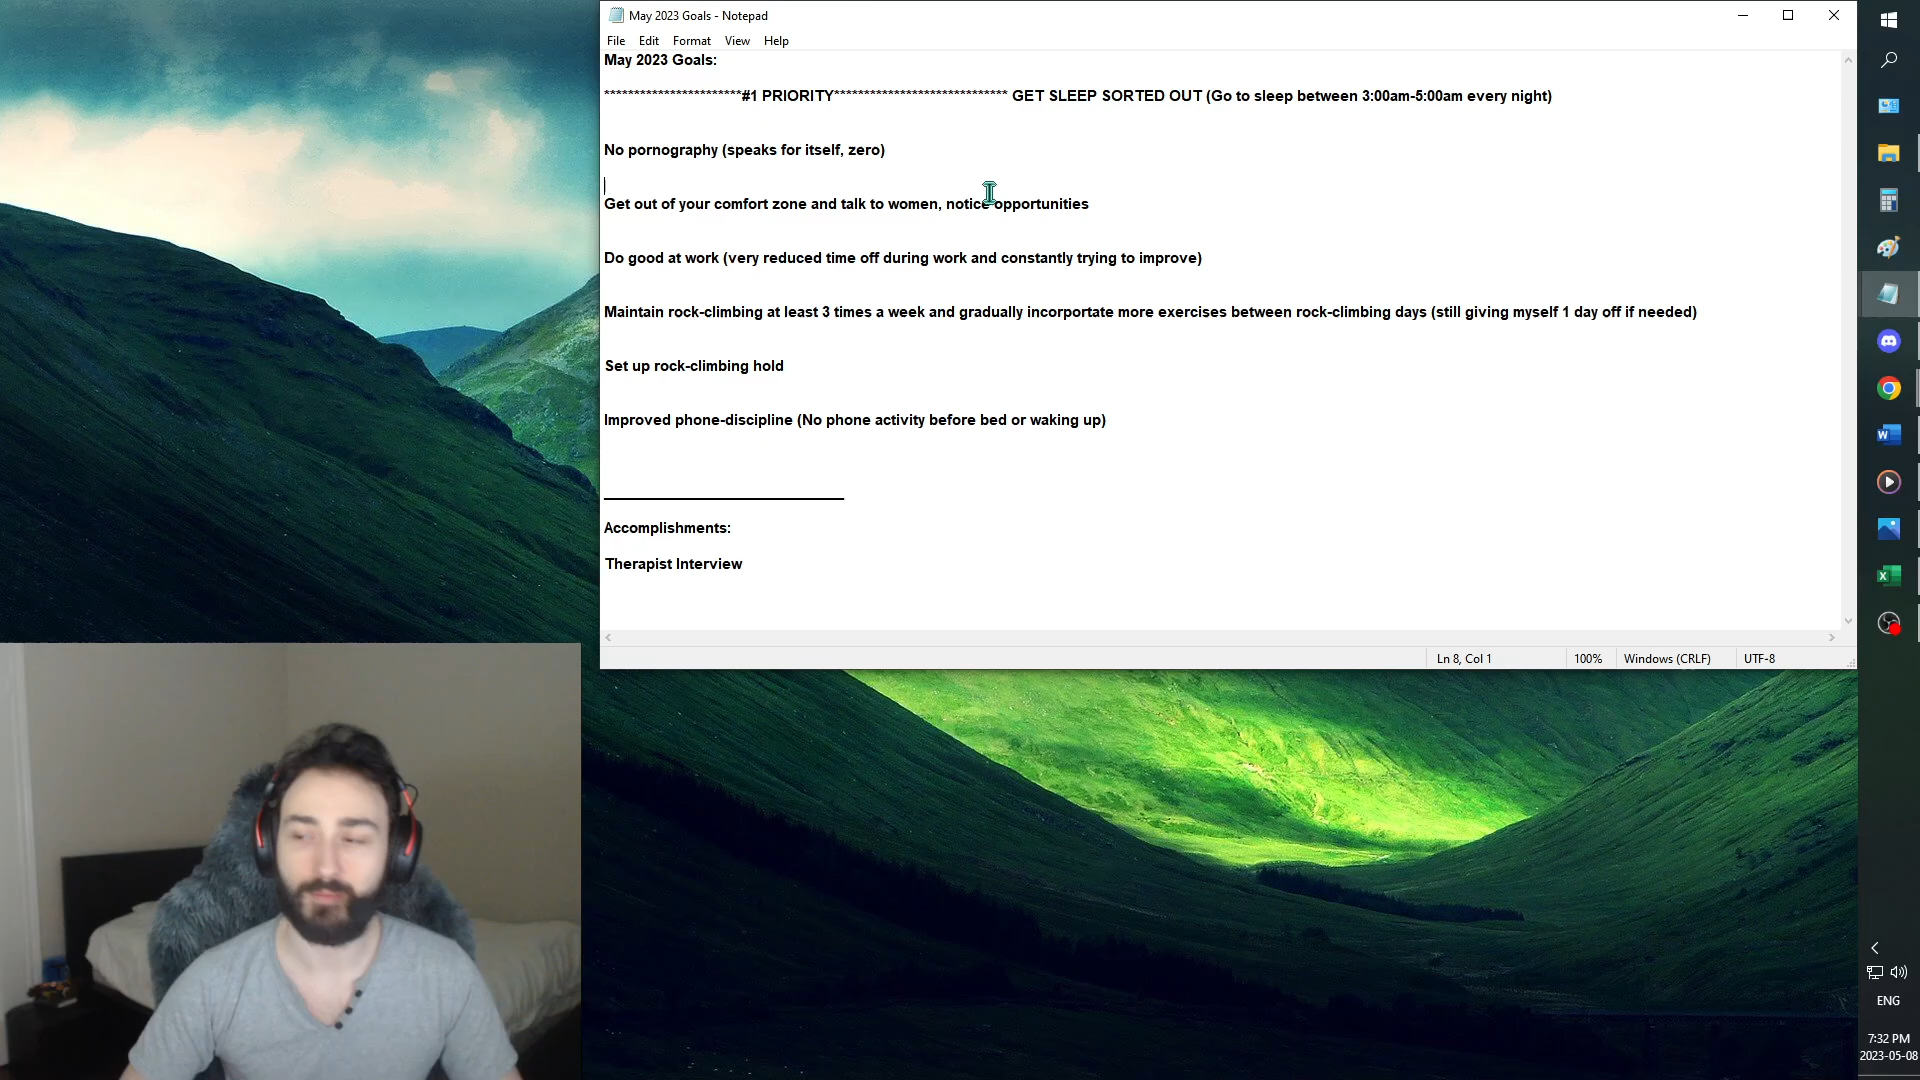 May 2023 Goals - Notepad
File Edit Format View Help
May 2023 Goals:
***********************#1 PRIORITY***************************** GET SLEEP SORTED OUT (Go to sleep between 3:00am-5:00am every night)
No pornography (speaks for itself, zero)
Get out of your comfort zone and talk to women, notice opportunities
Do good at work (very reduced time off during work and constantly trying to improve)
Maintain rock-climbing at least 3 times a week and gradually incorportate more exercises between rock-climbing days (still giving myself 1 day off if needed)
Set up rock-climbing hold
Improved phone-discipline (No phone activity before bed or waking up)
Accomplishments:
Therapist Interview
Ln 8, Col 1 100% Windows (CRLF) UTF-8
ENG
7:32 PM
2023-05-08